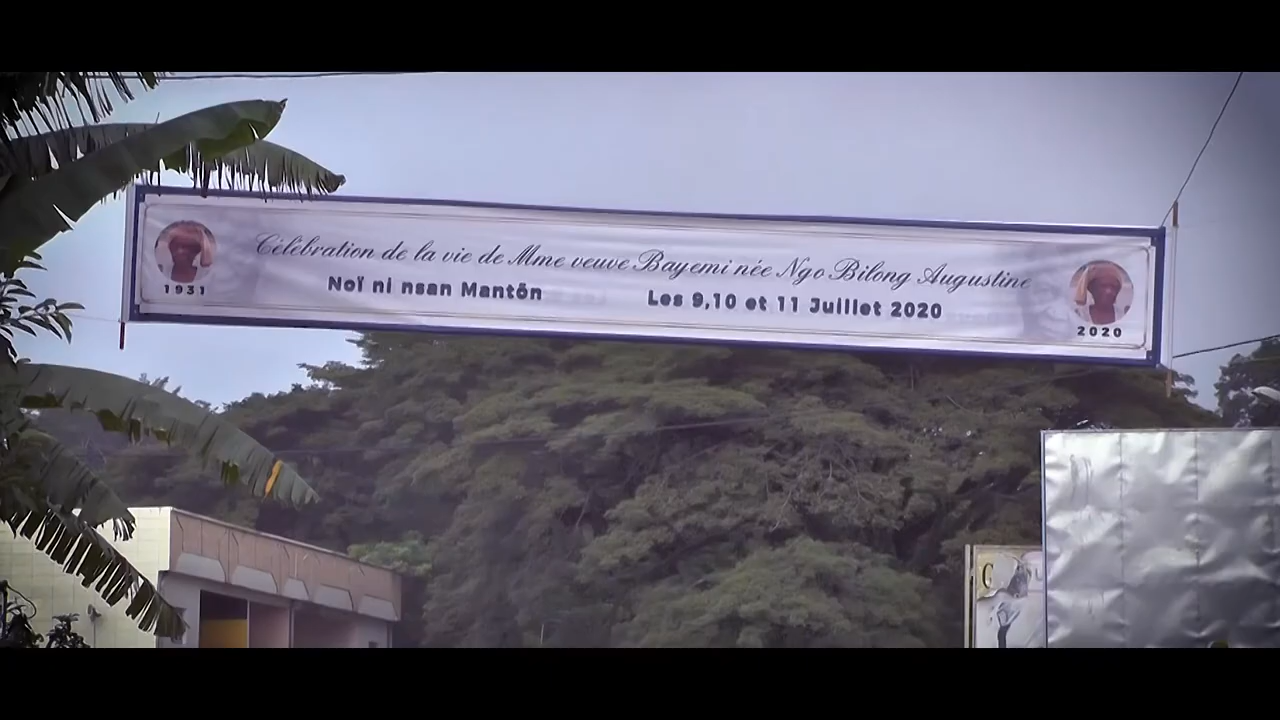 Célébration de la vie de Mme veuve Bayemi née Ngo Bilong Augustine
Noï ni nsan Mantôn
Les 9,10 et 11 Juillet 2020
1931
2020